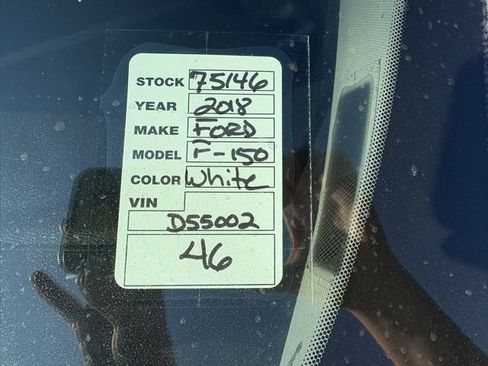 STOCK 75146
YEAR 2018
MAKE FORD
MODEL F-150
COLOR White
VIN
D55002
46